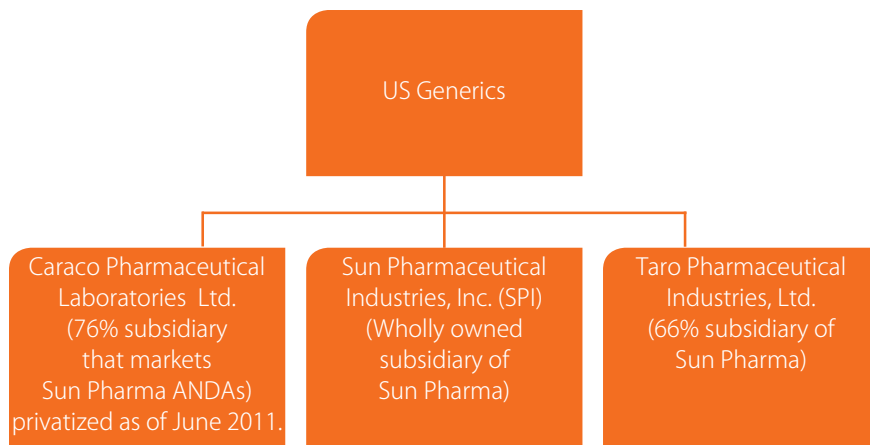 US Generics
Caraco Pharmaceutical
Laboratories Ltd.
(76% subsidiary
that markets
Sun Pharma ANDAs)
privatized as of June 2011.
Sun Pharmaceutical
Industries, Inc. (SPI)
(Wholly owned
subsidiary of
Sun Pharma)
Taro Pharmaceutical
Industries, Ltd.
(66% subsidiary of
Sun Pharma)